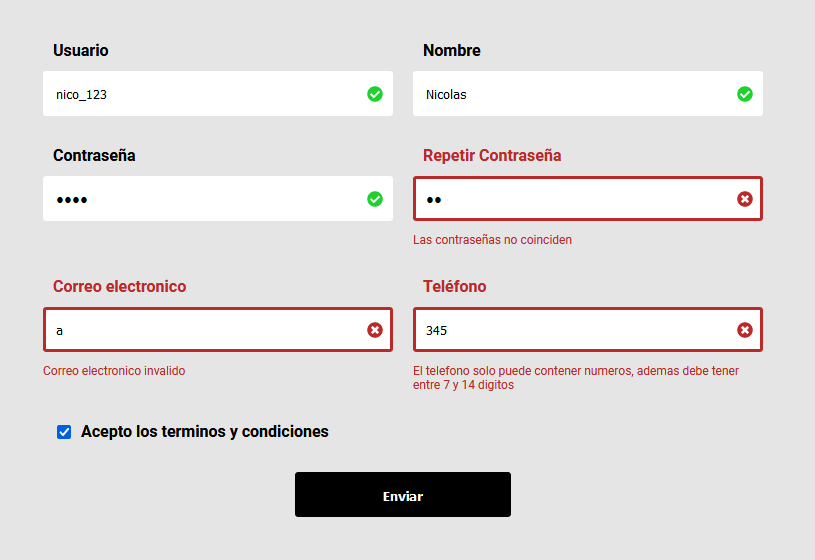 Usuario
Nombre
nico_123
Nicolas
Contraseña
Repetir Contraseña
••••
••
Las contraseñas no coinciden
Correo electronico
Teléfono
a
345
Correo electronico invalido
El telefono solo puede contener numeros, ademas debe tener
entre 7 y 14 digitos
Acepto los terminos y condiciones
Enviar